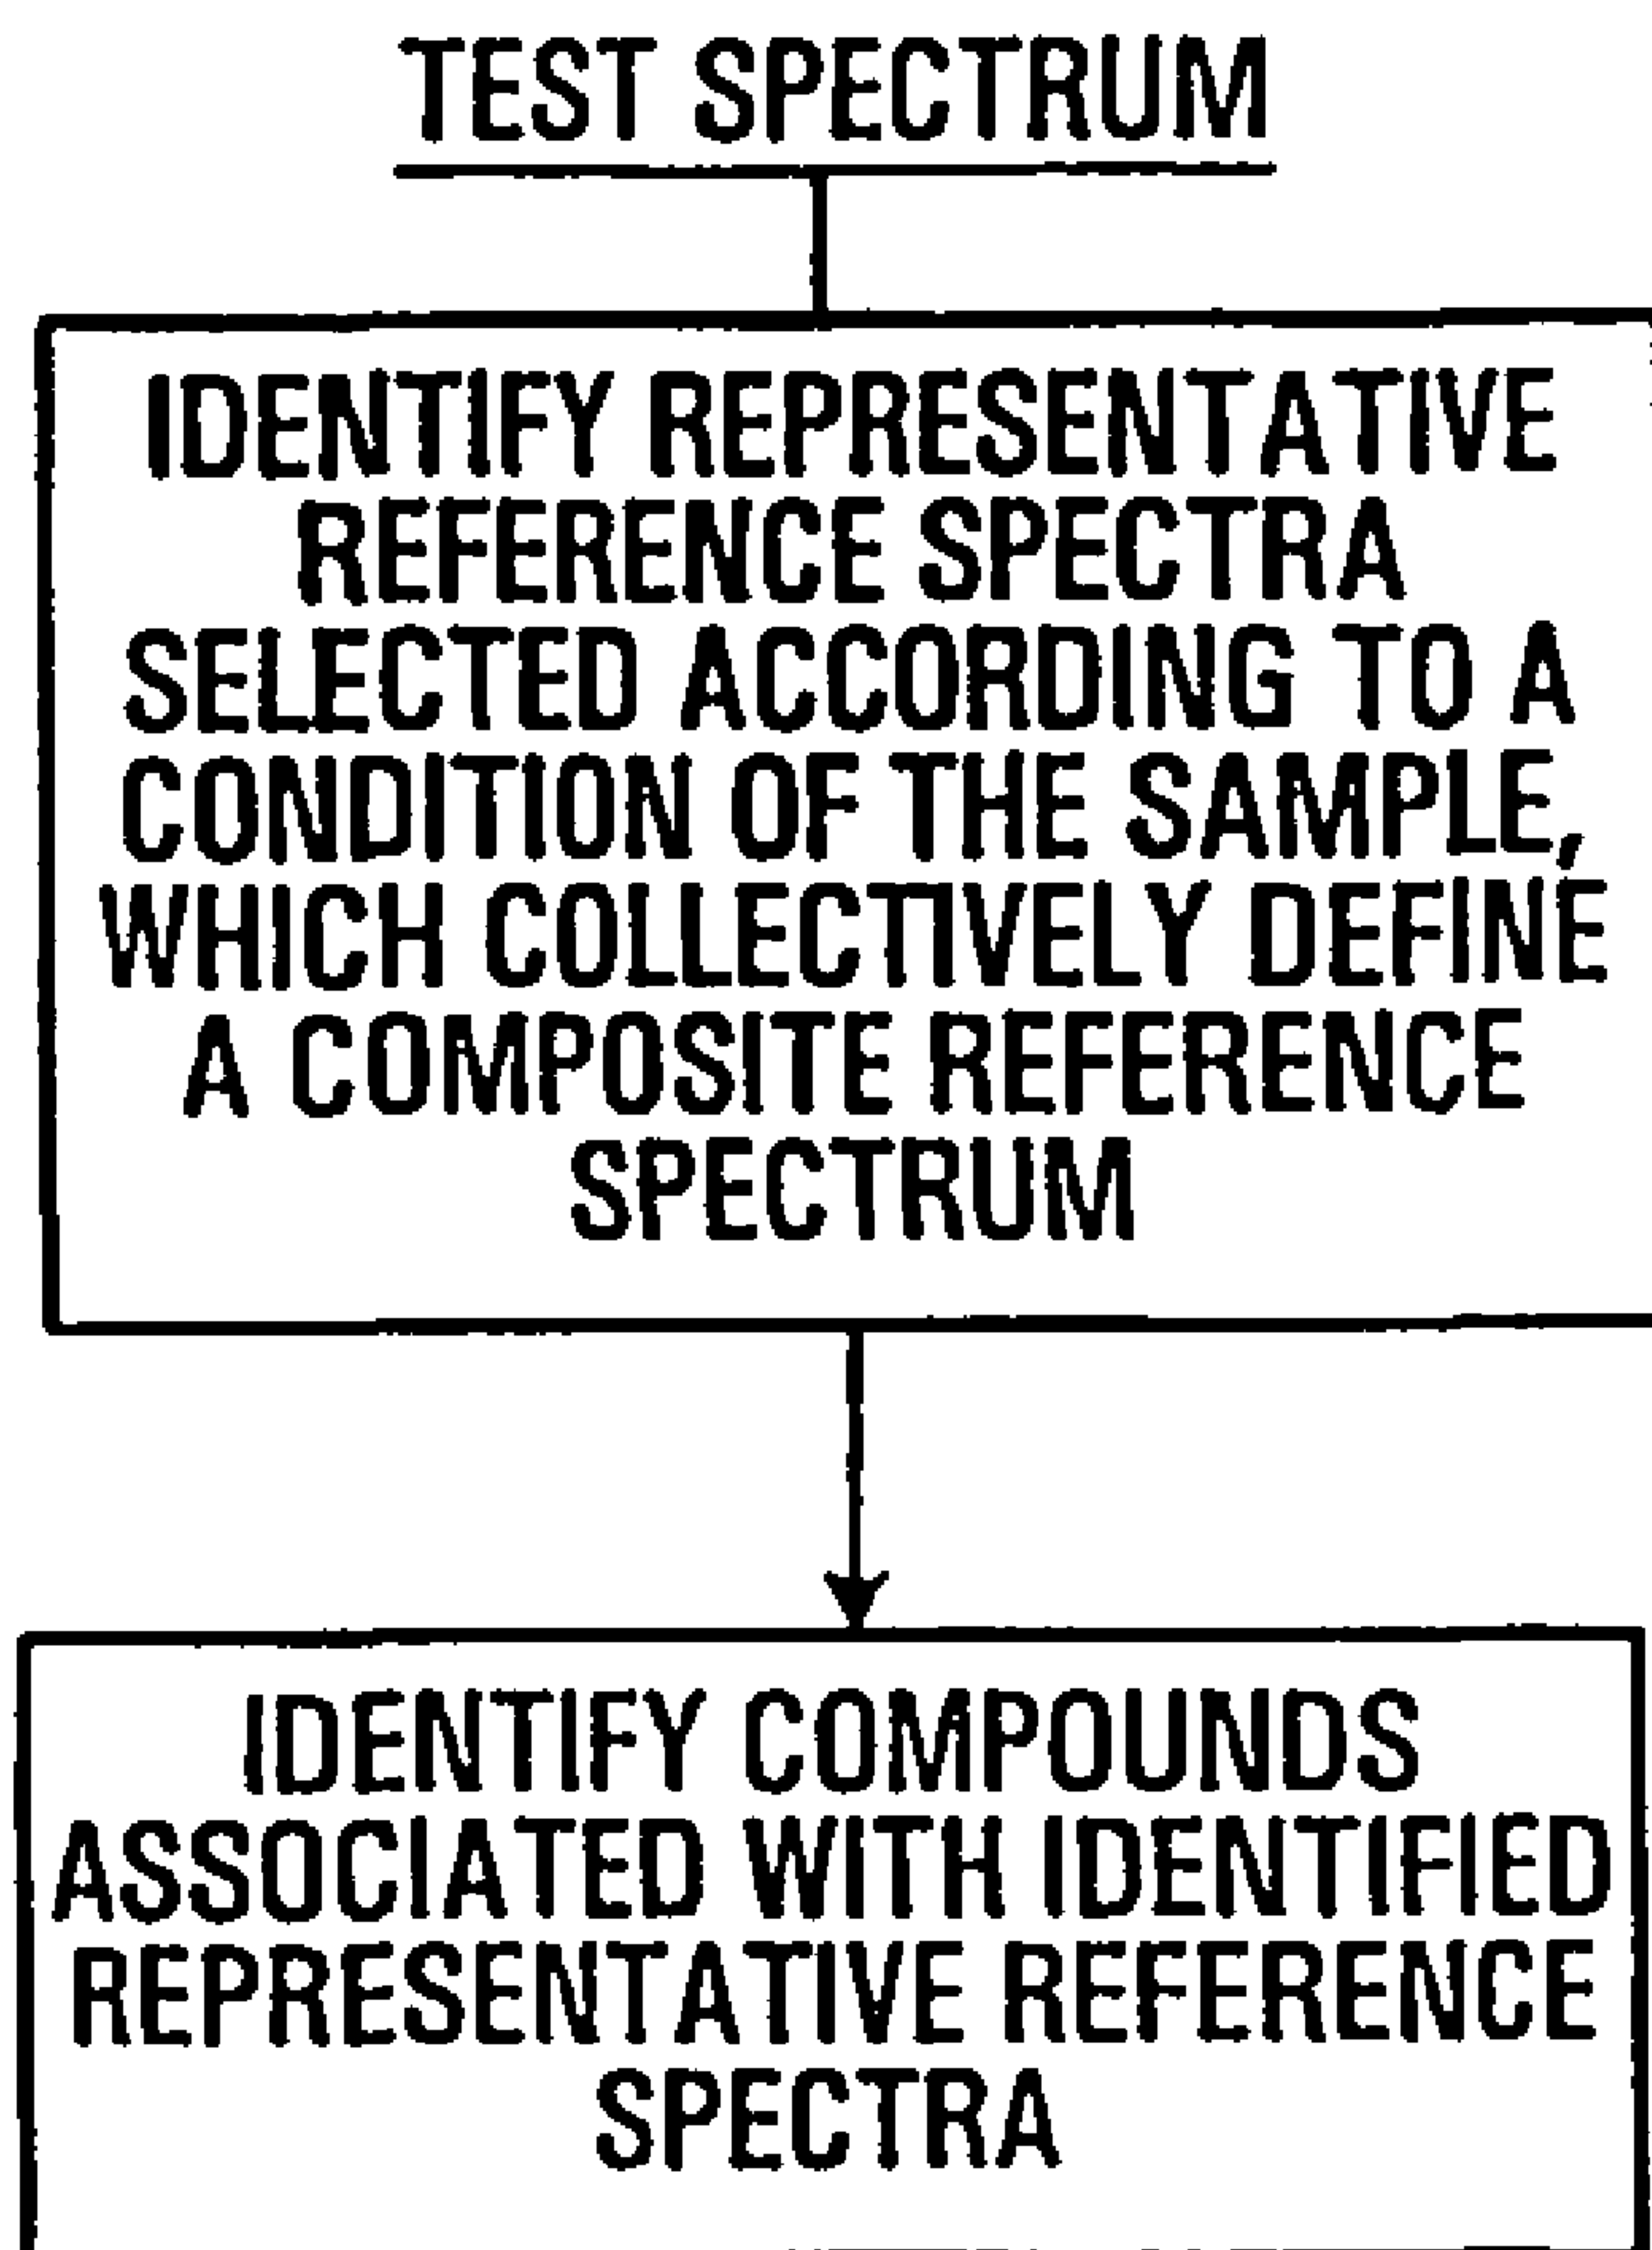 TEST SPECTRUM
IDENTIFY REPRESENTATIVE
REFERENCE SPECTRA
SELECTED ACCORDING TO A
CONDITION OF THE SAMPLE,
WHICH COLLECTIVELY DEFINE
A COMPOSITE REFERENCE
SPECTRUM
IDENTIFY COMPOUNDS
ASSOCIATED WITH IDENTIFIED
REPRESENTATIVE REFERENCE
SPECTRA